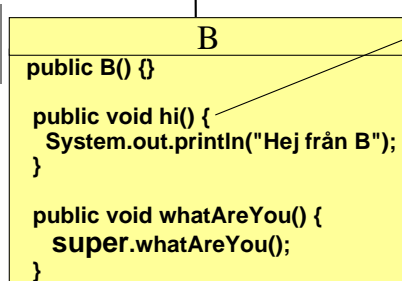 B
public B() {}
public void hi() {
System.out.println("Hej från B");
}
public void whatAreYou() {
super.whatAreYou();
}